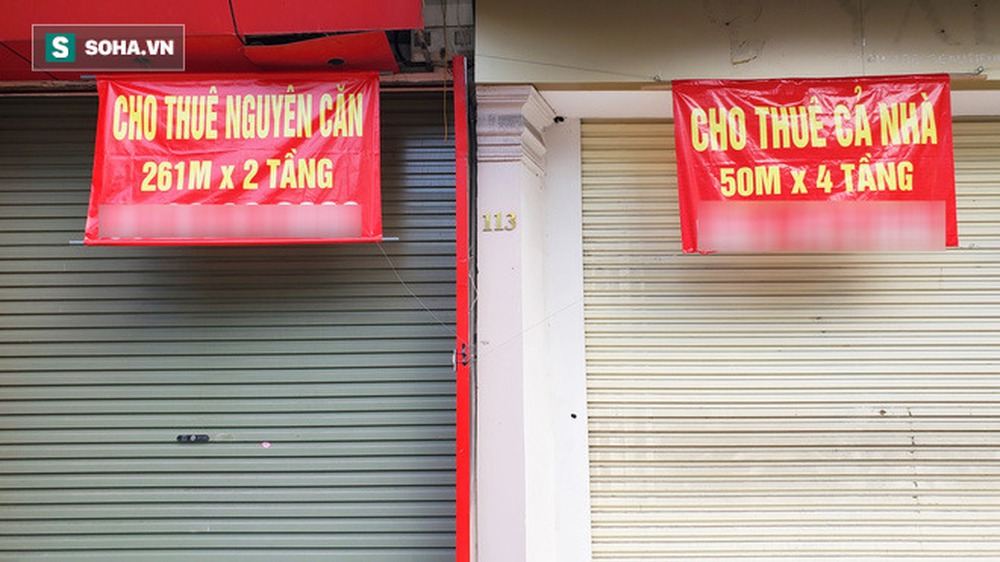 S SOHA.VN
CHO THUÊ NGUYÊN CĂN
261M x 2 TẦNG
113
CHO THUÊ CẢ NHÀ
50M x 4 TẦNG